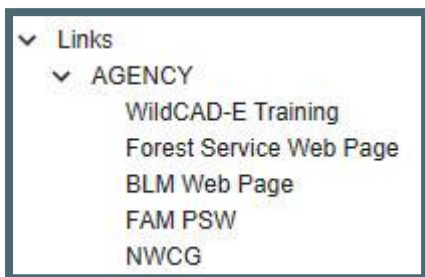 Links
AGENCY
WildCAD-E Training
Forest Service Web Page
BLM Web Page
FAM PSW
NWCG